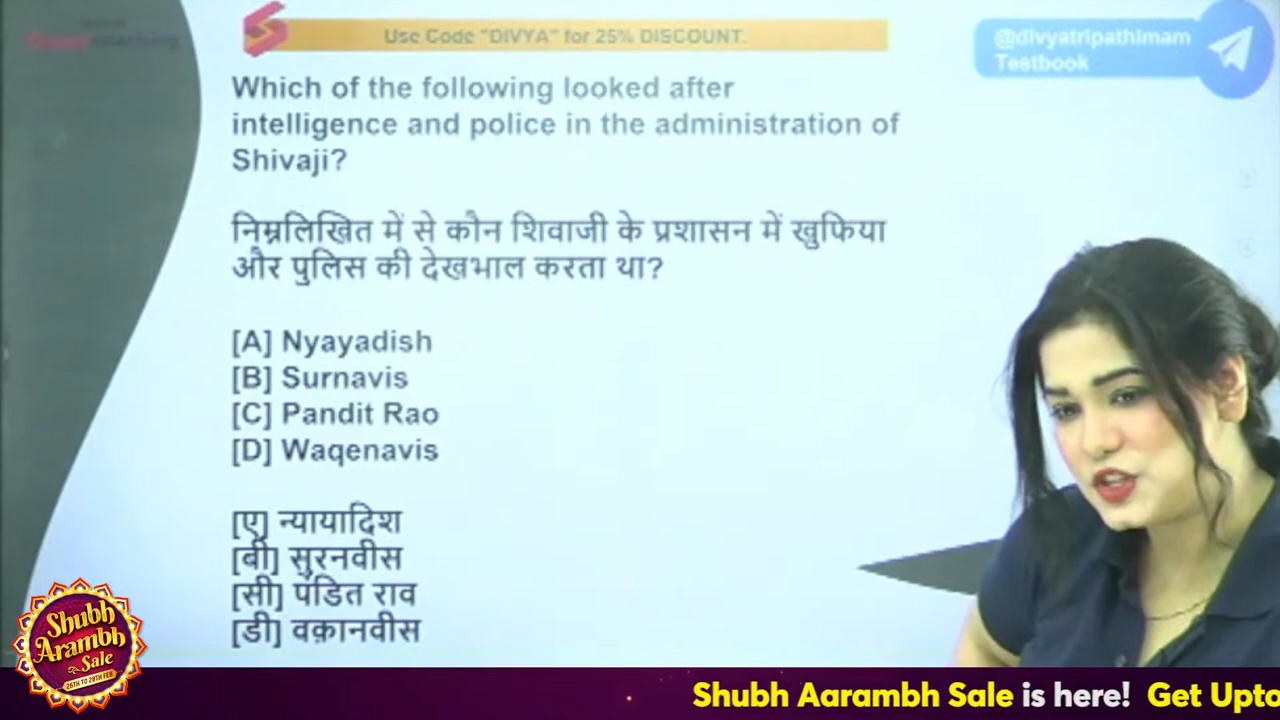 Use Code "DIVYA" for 25% DISCOUNT.
@divyatripathimam
Testbook
Which of the following looked after
intelligence and police in the administration of
Shivaji?
निम्नलिखित में से कौन शिवाजी के प्रशासन में खुफिया
और पुलिस की देखभाल करता था?
[A] Nyayadish
[B] Surnavis
[C] Pandit Rao
[D] Waqenavis
[ए] न्यायादिश
[बी] सुरनवीस
[सी] पंडित राव
[डी] वक़ानवीस
Shubh
Arambh
Sale
26TH TO 28TH FEB
Shubh Aarambh Sale is here! Get Upto